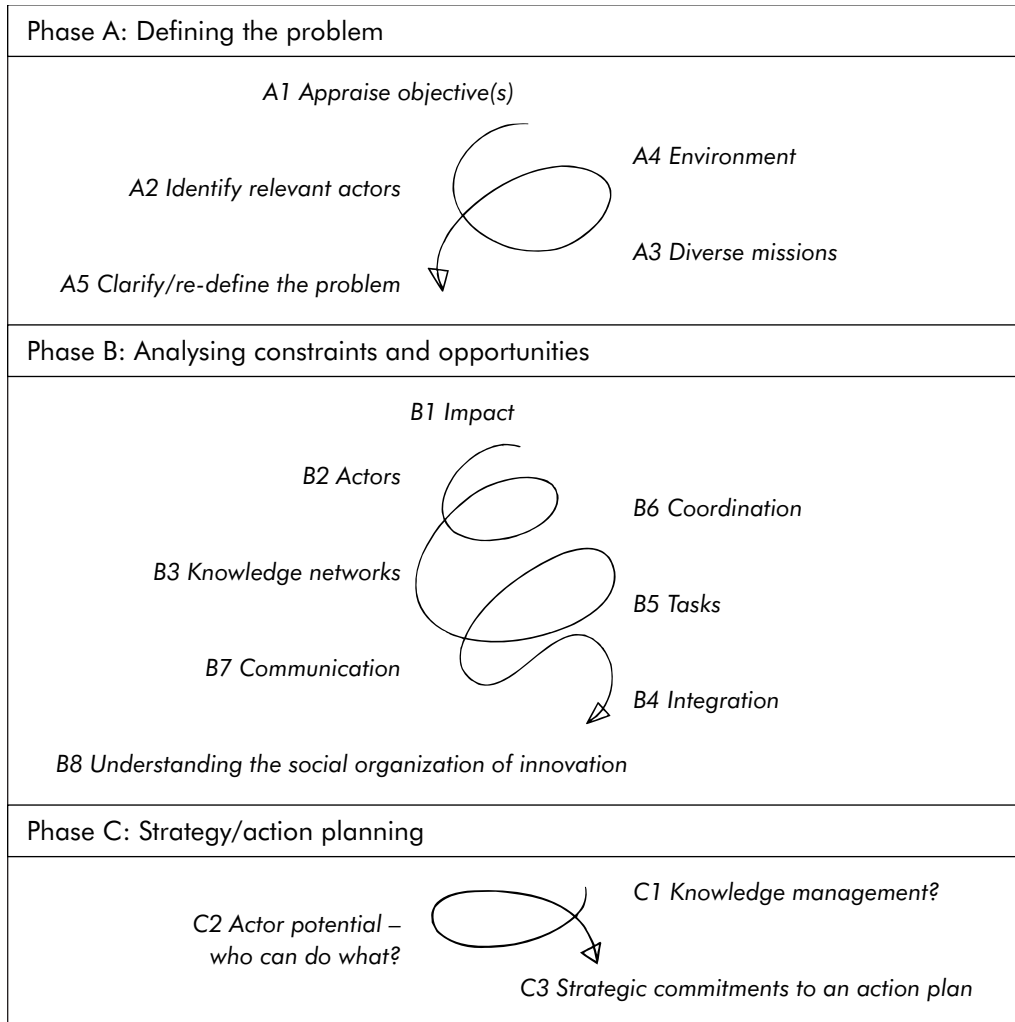 Phase A: Defining the problem
A1 Appraise objective(s)
A4 Environment
A2 Identify relevant actors
A3 Diverse missions
A5 Clarify/re-define the problem
Phase B: Analysing constraints and opportunities
B1 Impact
B2 Actors
B6 Coordination
B3 Knowledge networks
B5 Tasks
B7 Communication
B4 Integration
B8 Understanding the social organization of innovation
Phase C: Strategy/action planning
C1 Knowledge management?
C2 Actor potential –
who can do what?
C3 Strategic commitments to an action plan